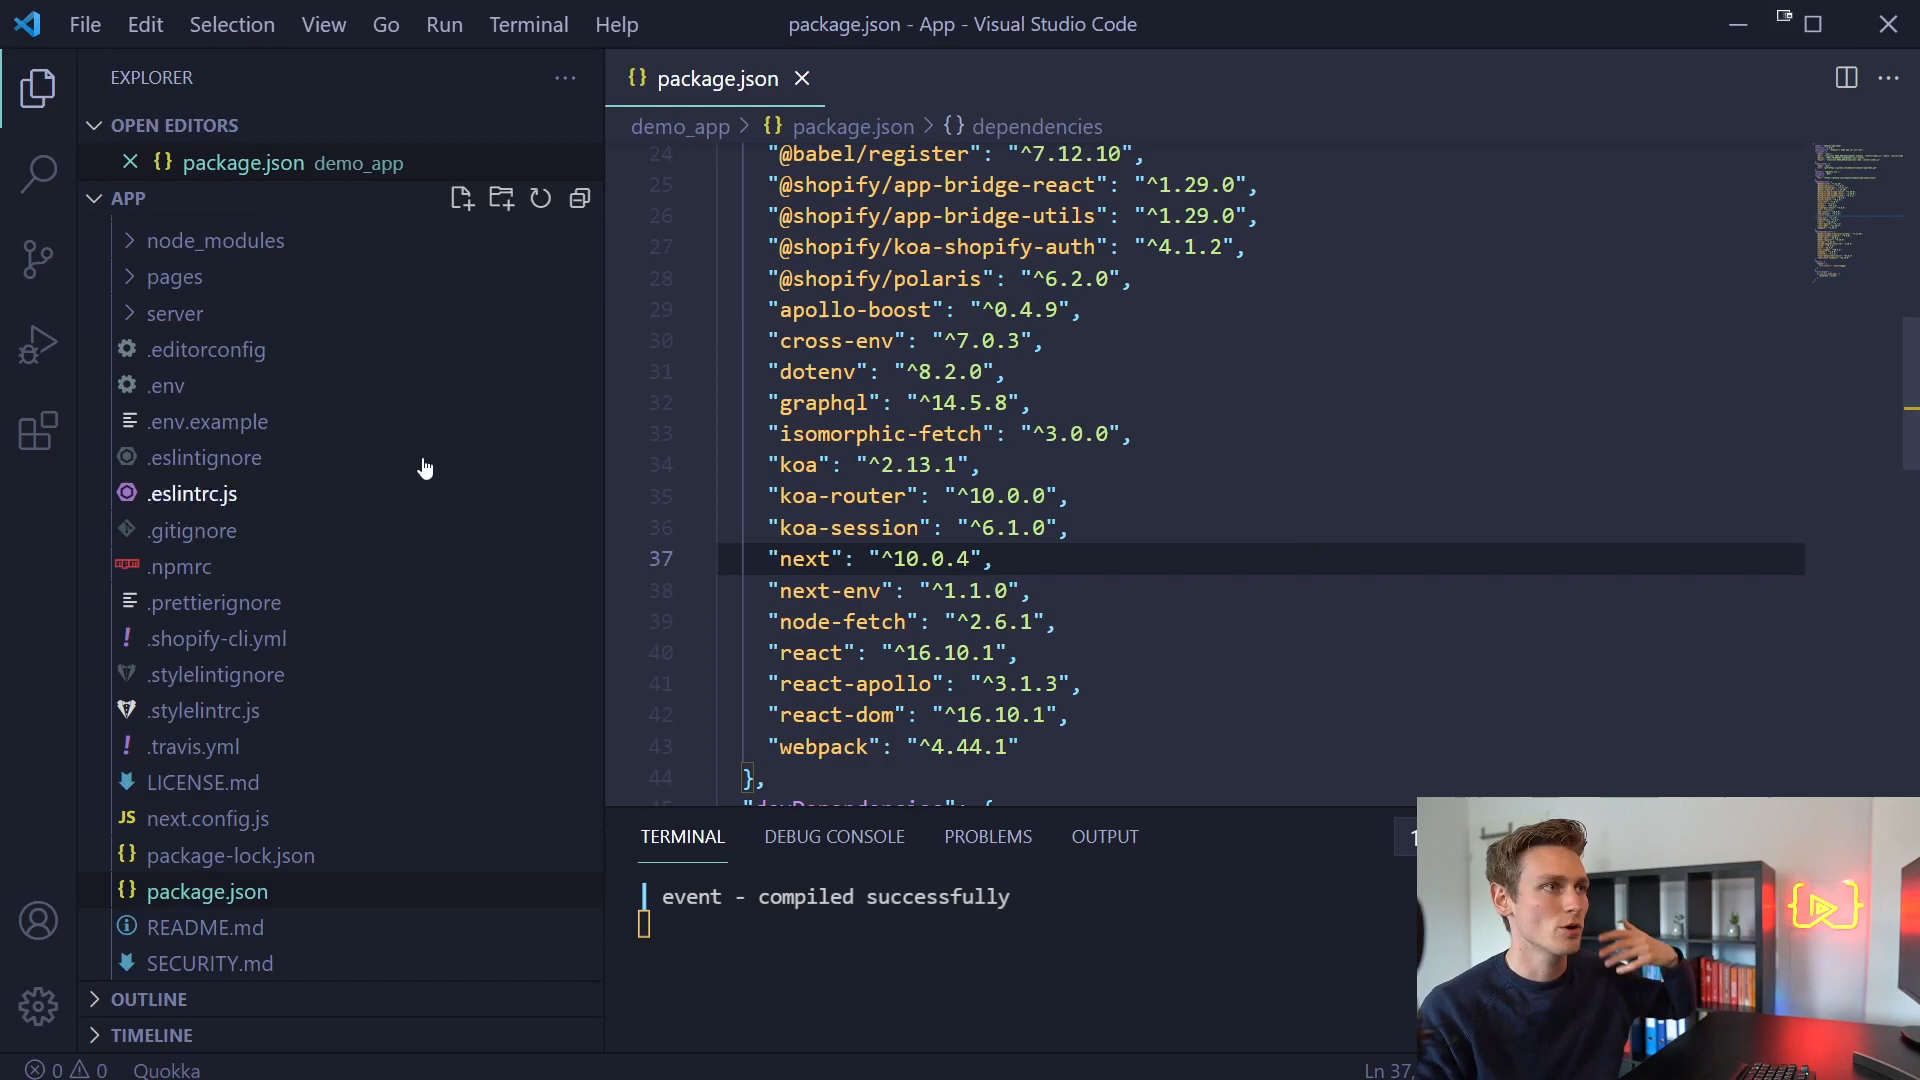 File Edit Selection View Go Run Terminal Help package.json - App - Visual Studio Code
EXPLORER
OPEN EDITORS
package.json demo_app
APP
node_modules
pages
server
.editorconfig
.env
.env.example
.eslintignore
.eslintrc.js
.gitignore
npm .npmrc
.prettierignore
! .shopify-cli.yml
.stylelintignore
.stylelintrc.js
! .travis.yml
LICENSE.md
JS next.config.js
{} package-lock.json
{} package.json
README.md
SECURITY.md
OUTLINE
TIMELINE
0 0 Quokka
{} package.json
demo_app > {} package.json > {} dependencies
24 "@babel/register": "^7.12.10",
25 "@shopify/app-bridge-react": "^1.29.0",
26 "@shopify/app-bridge-utils": "^1.29.0",
27 "@shopify/koa-shopify-auth": "^4.1.2",
28 "@shopify/polaris": "^6.2.0",
29 "apollo-boost": "^0.4.9",
30 "cross-env": "^7.0.3",
31 "dotenv": "^8.2.0",
32 "graphql": "^14.5.8",
33 "isomorphic-fetch": "^3.0.0",
34 "koa": "^2.13.1",
35 "koa-router": "^10.0.0",
36 "koa-session": "^6.1.0",
37 "next": "^10.0.4",
38 "next-env": "^1.1.0",
39 "node-fetch": "^2.6.1",
40 "react": "^16.10.1",
41 "react-apollo": "^3.1.3",
42 "react-dom": "^16.10.1",
43 "webpack": "^4.44.1"
44 },
"devDependencies": {
TERMINAL DEBUG CONSOLE PROBLEMS OUTPUT
event - compiled successfully
Ln 37,